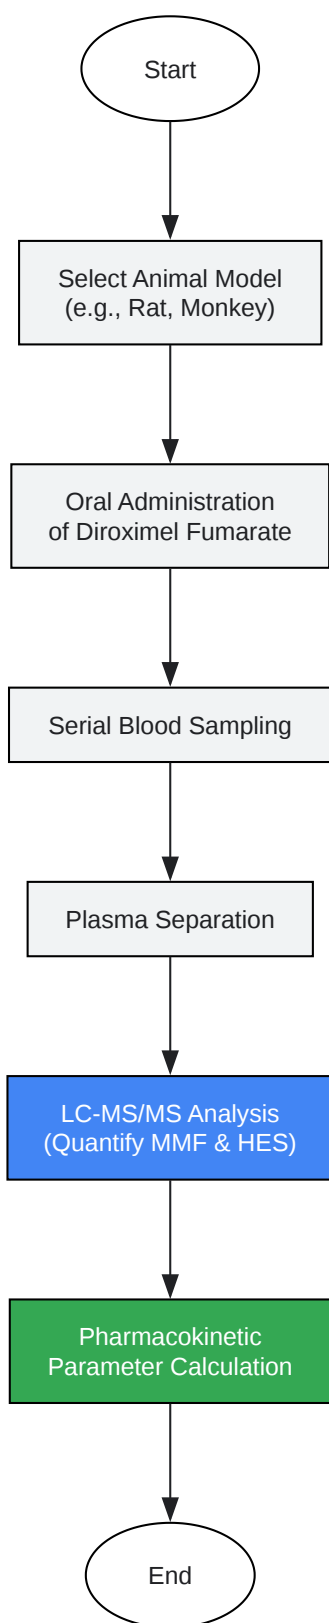 Start
Select Animal Model
(e.g., Rat, Monkey)
Oral Administration
of Diroximel Fumarate
Serial Blood Sampling
Plasma Separation
LC-MS/MS Analysis
(Quantify MMF & HES)
Pharmacokinetic
Parameter Calculation
End